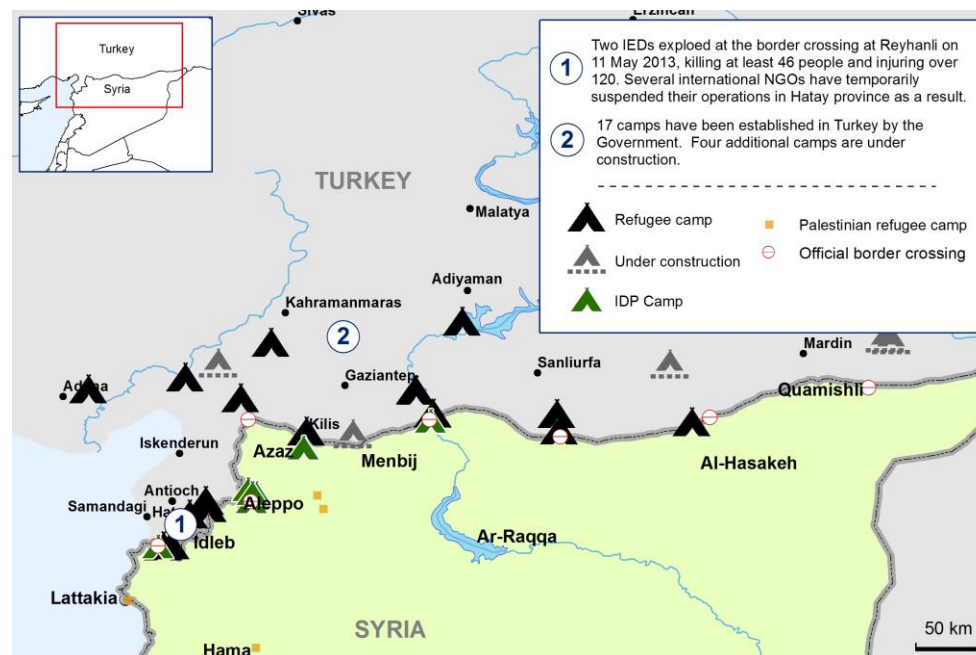 Sivas
Erzincan
Turkey
Syria
1
Two IEDs exploed at the border crossing at Reyhanli on
11 May 2013, killing at least 46 people and injuring over
120. Several international NGOs have temporarily
suspended their operations in Hatay province as a result.
2
17 camps have been established in Turkey by the
Government. Four additional camps are under
construction.
Refugee camp
Under construction
IDP Camp
Palestinian refugee camp
Official border crossing
TURKEY
Malatya
Adiyaman
Kahramanmaras
2
Mardin
Sanliurfa
Gaziantep
Quamishli
Kilis
Azaz
Menbij
Al-Hasakeh
Iskenderun
Antioch
Samandagi
Aleppo
1
Idleb
Ar-Raqqa
Lattakia
SYRIA
Hama
50 km